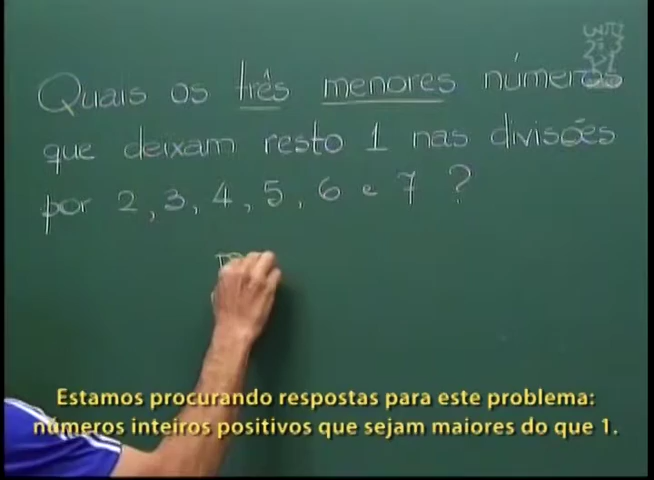 Quais os três menores números
que deixam resto 1 nas divisões
por 2, 3, 4, 5, 6 e 7 ?
Estamos procurando respostas para este problema:
números inteiros positivos que sejam maiores do que 1.